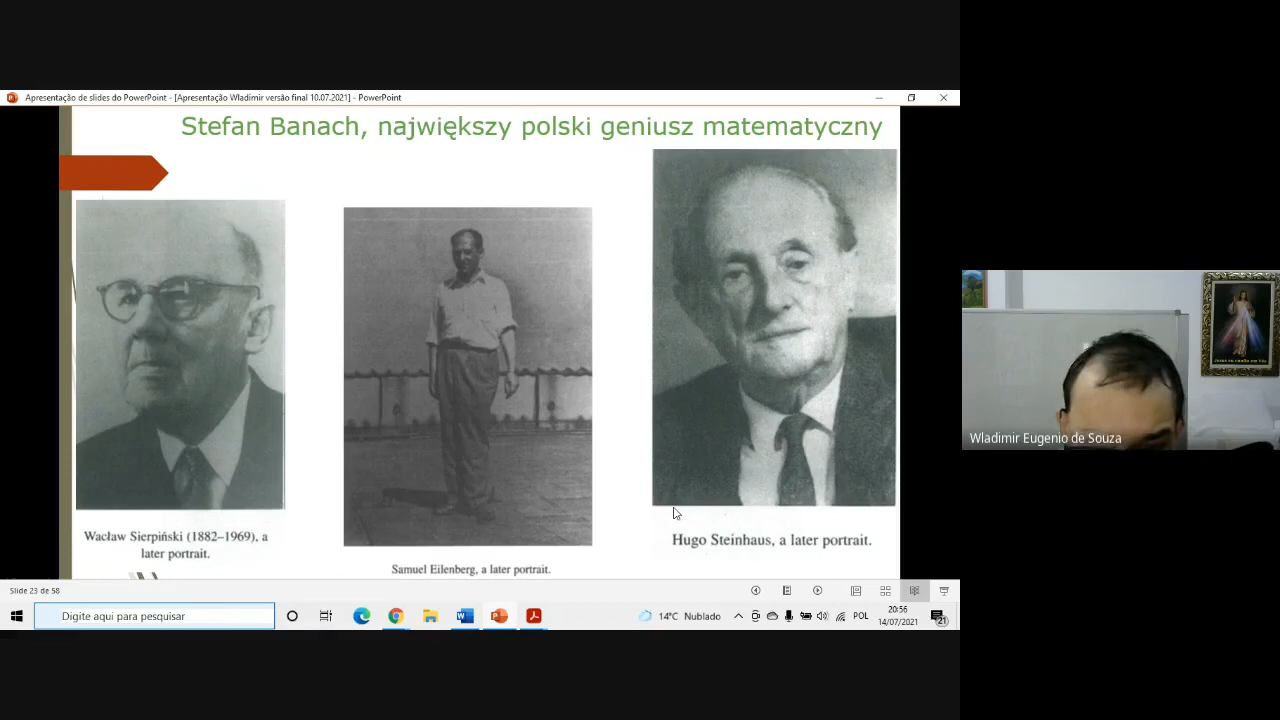 Apresentação de slides do PowerPoint - [Apresentação Wladimir versão final 10.07.2021] - PowerPoint
Stefan Banach, największy polski geniusz matematyczny
Wacław Sierpiński (1882–1969), a
later portrait.
Samuel Eilenberg, a later portrait.
Hugo Steinhaus, a later portrait.
Wladimir Eugenio de Souza
Slide 23 de 58
Digite aqui para pesquisar
14°C Nublado
POL
20:56
14/07/2021
21